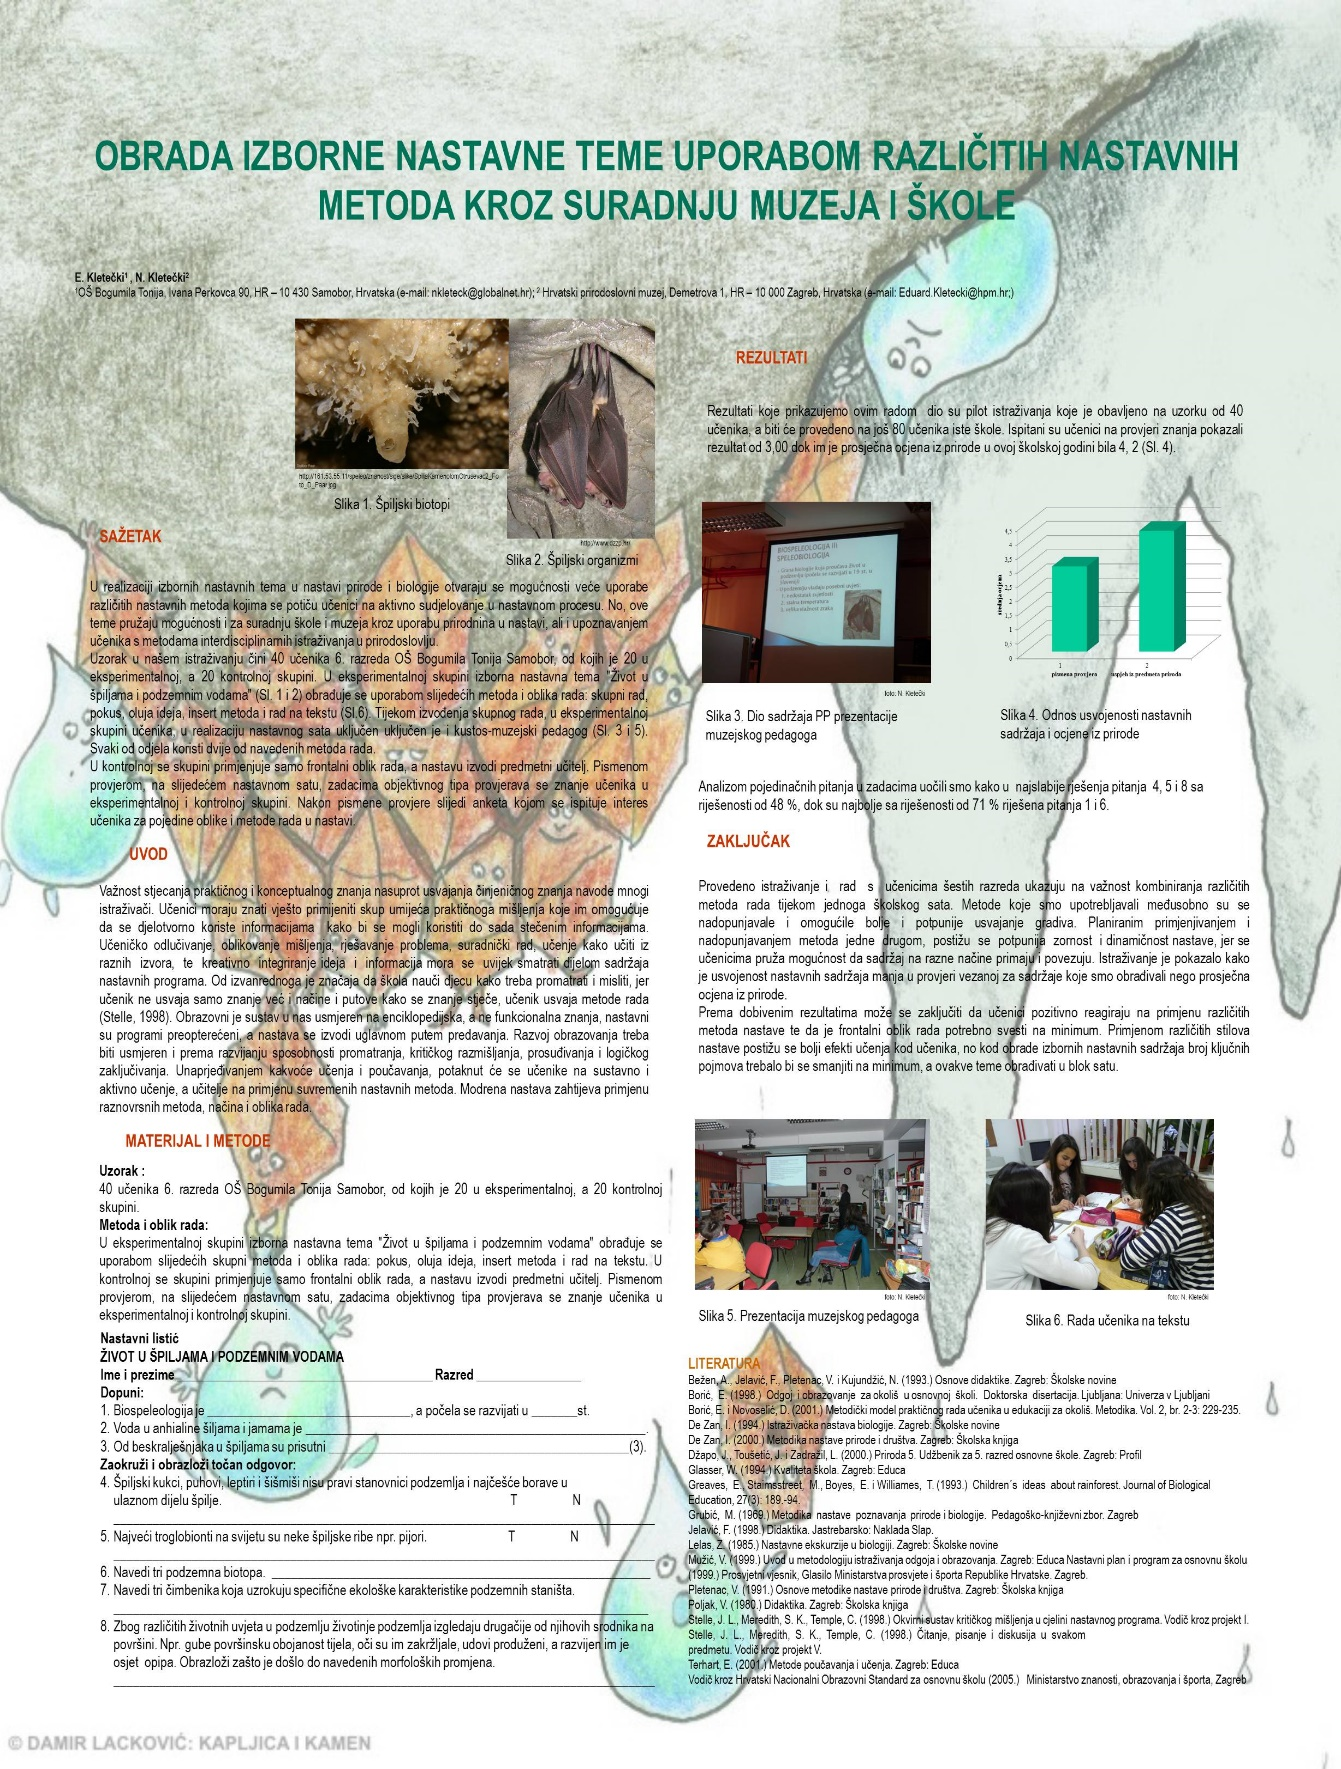 OBRADA IZBORNE NASTAVNE TEME UPORABOM RAZLIČITIH NASTAVNIH
METODA KROZ SURADNJU MUZEJA I ŠKOLE
E. Kletečki¹ , N. Kletečki²
¹OŠ Bogumila Tonija, Ivana Perkovca 90, HR – 10 430 Samobor, Hrvatska (e-mail: nkleteck@globalnet.hr); ² Hrvatski prirodoslovni muzej, Demetrova 1, HR – 10 000 Zagreb, Hrvatska (e-mail: Eduard.Kletecki@hpm.hr;)
Slika 1. Špiljski biotopi
Slika 2. Špiljski organizmi
SAŽETAK
U realizaciji izbornih nastavnih tema u nastavi prirode i biologije otvaraju se mogućnosti veće uporabe
različitih nastavnih metoda kojima se potiču učenici na aktivno sudjelovanje u nastavnom procesu. No, ove
teme pružaju mogućnosti i za suradnju škole i muzeja kroz uporabu prirodnina u nastavi, ali i upoznavanjem
učenika s metodama interdisciplinarnih istraživanja u prirodoslovlju.
Uzorak u našem istraživanju čini 40 učenika 6. razreda OŠ Bogumila Tonija Samobor, od kojih je 20 u
eksperimentalnoj, a 20 kontrolnoj skupini. U eksperimentalnoj skupini izborna nastavna tema "Život u
špiljama i podzemnim vodama" (Sl. 1 i 2) obrađuje se uporabom slijedećih metoda i oblika rada: skupni rad,
pokus, oluja ideja, insert metoda i rad na tekstu (Sl.6). Tijekom izvođenja skupnog rada, u eksperimentalnoj
skupini učenika, u realizaciju nastavnog sata uključen uključen je i kustos-muzejski pedagog (Sl. 3 i 5).
Svaki od odjela koristi dvije od navedenih metoda rada.
U kontrolnoj se skupini primjenjuje samo frontalni oblik rada, a nastavu izvodi predmetni učitelj. Pismenom
provjerom, na slijedećem nastavnom satu, zadacima objektivnog tipa provjerava se znanje učenika u
eksperimentalnoj i kontrolnoj skupini. Nakon pismene provjere slijedi anketa kojom se ispituje interes
učenika za pojedine oblike i metode rada u nastavi.
UVOD
Važnost stjecanja praktičnog i konceptualnog znanja nasuprot usvajanja činjeničnog znanja navode mnogi
istraživači. Učenici moraju znati vješto primijeniti skup umijeća praktičnoga mišljenja koje im omogućuje
da se djelotvorno koriste informacijama kako bi se mogli koristiti do sada stečenim informacijama.
Učeničko odlučivanje, oblikovanje mišljenja, rješavanje problema, suradnički rad, učenje kako učiti iz
raznih izvora, te kreativno integriranje ideja i informacija mora se uvijek smatrati dijelom sadržaja
nastavnih programa. Od izvanrednoga je značaja da škola nauči djecu kako treba promatrati i misliti, jer
učenik ne usvaja samo znanje već i načine i putove kako se znanje stječe, učenik usvaja metode rada
(Stelle, 1998). Obrazovni je sustav u nas usmjeren na enciklopedijska, a ne funkcionalna znanja, nastavni
su programi preopterećeni, a nastava se izvodi uglavnom putem predavanja. Razvoj obrazovanja treba
biti usmjeren i prema razvijanju sposobnosti promatranja, kritičkog razmišljanja, prosuđivanja i logičkog
zaključivanja. Unaprjeđivanjem kakvoće učenja i poučavanja, potaknut će se učenike na sustavno i
aktivno učenje, a učitelje na primjenu suvremenih nastavnih metoda. Modrena nastava zahtijeva primjenu
raznovrsnih metoda, načina i oblika rada.
MATERIJAL I METODE
Uzorak :
40 učenika 6. razreda OŠ Bogumila Tonija Samobor, od kojih je 20 u eksperimentalnoj, a 20 kontrolnoj
skupini.
Metoda i oblik rada:
U eksperimentalnoj skupini izborna nastavna tema "Život u špiljama i podzemnim vodama" obrađuje se
uporabom slijedećih skupni metoda i oblika rada: pokus, oluja ideja, insert metoda i rad na tekstu. U
kontrolnoj se skupini primjenjuje samo frontalni oblik rada, a nastavu izvodi predmetni učitelj. Pismenom
provjerom, na slijedećem nastavnom satu, zadacima objektivnog tipa provjerava se znanje učenika u
eksperimentalnoj i kontrolnoj skupini.
Nastavni listić
ŽIVOT U ŠPILJAMA I PODZEMNIM VODAMA
Ime i prezime ____________ Razred ____________
Dopuni:
1. Biospeleologija je ____________, a počela se razvijati u ______st.
2. Voda u anhialine šiljama i jamama je ____________.
3. Od beskralješnjaka u špiljama su prisutni ____________(3).
Zaokruži i obrazloži točan odgovor:
4. Špiljski kukci, pauhovi, leptiri i šišmiši nisu pravi stanovnici podzemlja i najčešće borave u
ulaznom dijelu špilje. T N
5. Najveći troglobionti na svijetu su neke špiljske ribe npr. pijori. T N
6. Navedi tri podzemna biotopa. ____________
7. Navedi tri čimbenika koja uzrokuju specifične ekološke karakteristike podzemnih staništa.
8. Zbog različitih životnih uvjeta u podzemlju životinje podzemlja izgledaju drugačije od njihovih srodnika na
površini. Npr. gube površinsku obojanost tijela, oči su im zakržljale, udovi produženi, a razvijen im je
osjet opipa. Obrazloži zašto je došlo do navedenih morfoloških promjena.
REZULTATI
Rezultati koje prikazujemo ovim radom dio su pilot istraživanja koje je obavljeno na uzorku od 40
učenika, a biti će provedeno na još 80 učenika iste škole. Ispitani su učenici na provjeri znanja pokazali
rezultat od 3,00 dok im je prosječna ocjena iz prirode u ovoj školskoj godini bila 4, 2 (Sl. 4).
BIOSPELEOLOGIJA ILI
SPELEOBIOLOGIJA
foto: N. Kletečki
Slika 3. Dio sadržaja PP prezentacije
muzejskog pedagoga
4,5
4
3,5
3
2,5
2
1,5
1
0,5
0
srednja ocjena
1 2
pismena provjera uspjeh iz predmeta priroda
Slika 4. Odnos usvojenosti nastavnih
sadržaja i ocjene iz prirode
Analizom pojedinačnih pitanja u zadacima uočili smo kako u najslabije rješenja pitanja 4, 5 i 8 sa
riješenosti od 48 %, dok su najbolje sa riješenosti od 71 % riješena pitanja 1 i 6.
ZAKLJUČAK
Provedeno istraživanje i rad s učenicima šestih razreda ukazuju na važnost kombiniranja različitih
metoda rada tijekom jednoga školskog sata. Metode koje smo upotrebljavali međusobno su se
nadopunjavale i omogućile bolje i potpunije usvajanje gradiva. Planiranim primjenjivanjem i
nadopunjavanjem metoda jedne drugom, postižu se potpunija zornost i dinamičnost nastave, jer se
učenicima pruža mogućnost da sadržaj na razne načine primaju i povezuju. Istraživanje je pokazalo kako
je usvojenost nastavnih sadržaja manja u provjeri vezanoj za sadržaje koje smo obrađivali nego prosječna
ocjena iz prirode.
Prema dobivenim rezultatima može se zaključiti da učenici pozitivno reagiraju na primjenu različitih
metoda nastave te da je frontalni oblik rada potrebno svesti na minimum. Primjenom različitih stilova
nastave postižu se bolji efekti učenja kod učenika, no kod obrade izbornih nastavnih sadržaja broj ključnih
pojmova trebalo bi se smanjiti na minimum, a ovakve teme obrađivati u blok satu.
foto: N. Kletečki
Slika 5. Prezentacija muzejskog pedagoga
foto: N. Kletečki
Slika 6. Rada učenika na tekstu
LITERATURA
Bežen, A., Jelavić, F., Pletenac, V. i Kujundžić, N. (1993.) Osnove didaktike. Zagreb: Školske novine
Borić, E. (1998.) Odgoj i obrazovanje za okoliš u osnovnoj školi. Doktorska disertacija. Ljubljana: Univerza v Ljubljani
Borić, E. i Novoselić, D. (2001.) Metodički model praktičnog rada učenika u edukaciji za okoliš. Metodika. Vol. 2, br. 2-3: 229-235.
De Zan, I. (1994.) Istraživačka nastava biologije. Zagreb: Školske novine
De Zan, I. (2000.) Metodika nastave prirode i društva. Zagreb: Školska knjiga
Džapo, J., Toušetić, J. i Zadražil, L. (2000.) Priroda 5. Udžbenik za 5. razred osnovne škole. Zagreb: Profil
Glasser, W. (1994.) Kvaliteta škola. Zagreb: Educa
Greaves, E., Staimsstreet, M., Boyes, E. i Williames, T. (1993.) Children´s ideas about rainforest. Journal of Biological
Education, 27(3): 189.-94.
Grubić, M. (1969.) Metodika nastave poznavanja prirode i biologije. Pedagoško-književni zbor. Zagreb
Jelavić, F. (1998.) Didaktika. Jastrebarsko: Naklada Slap.
Lelas, Z. (1985.) Nastavne ekskurzije u biologiji. Zagreb: Školske novine
Mužić, V. (1999.) Uvod u metodologiju istraživanja odgoja i obrazovanja. Zagreb: Educa Nastavni plan i program za osnovnu školu
(1999.) Prosvjetni vjesnik, Glasilo Ministarstva prosvjete i športa Republike Hrvatske. Zagreb.
Pletenac, V. (1991.) Osnove metodike nastave prirode i društva. Zagreb: Školska knjiga
Poljak, V. (1980.) Didaktika. Zagreb: Školska knjiga
Stelle, J. L., Meredith, S. K., Temple, C. (1998.) Okvirni sustav kritičkog mišljenja u cjelini nastavnog programa. Vodič kroz projekt I.
Stelle, J. L., Meredith, S. K., Temple, C. (1998.) Čitanje, pisanje i diskusija u svakom
predmetu. Vodič kroz projekt V.
Terhart, E. (2001.) Metode poučavanja i učenja. Zagreb: Educa
Vodič kroz Hrvatski Nacionalni Obrazovni Standard za osnovnu školu (2005.) Ministarstvo znanosti, obrazovanja i športa, Zagreb
© DAMIR LACKOVIĆ: KAPLJICA I KAMEN